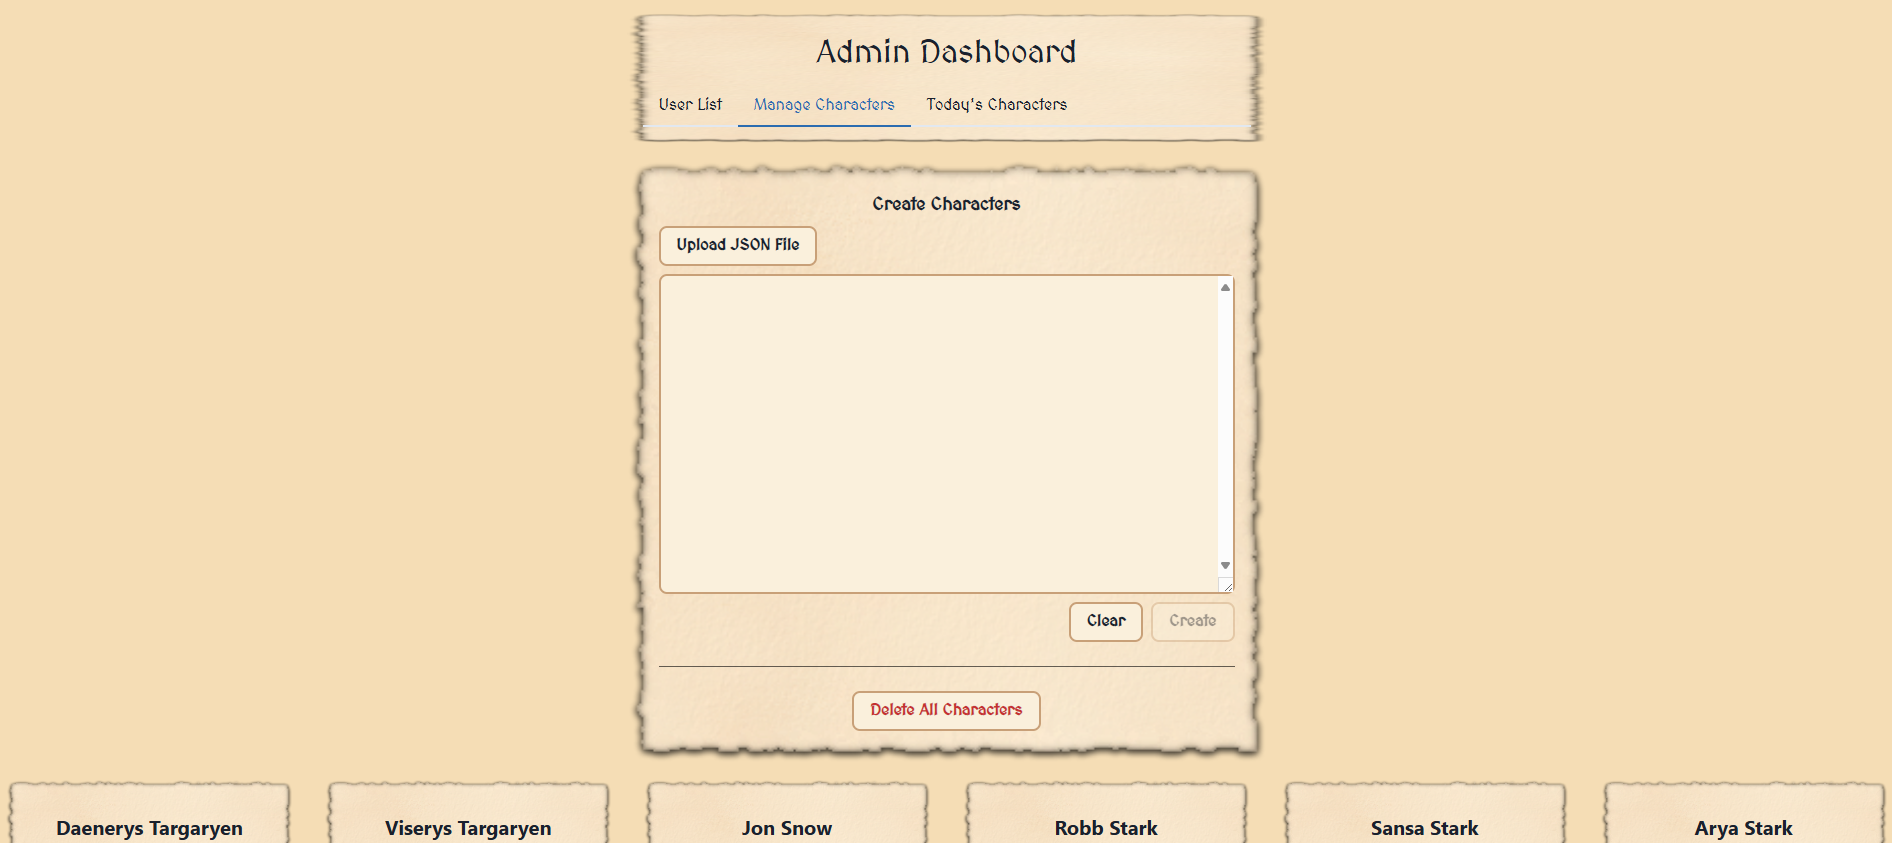 Admin Dashboard
User List Manage Characters Today's Characters
Create Characters
Upload JSON File
Clear Create
Delete All Characters
Daenerys Targaryen Viserys Targaryen Jon Snow Robb Stark Sansa Stark Arya Stark